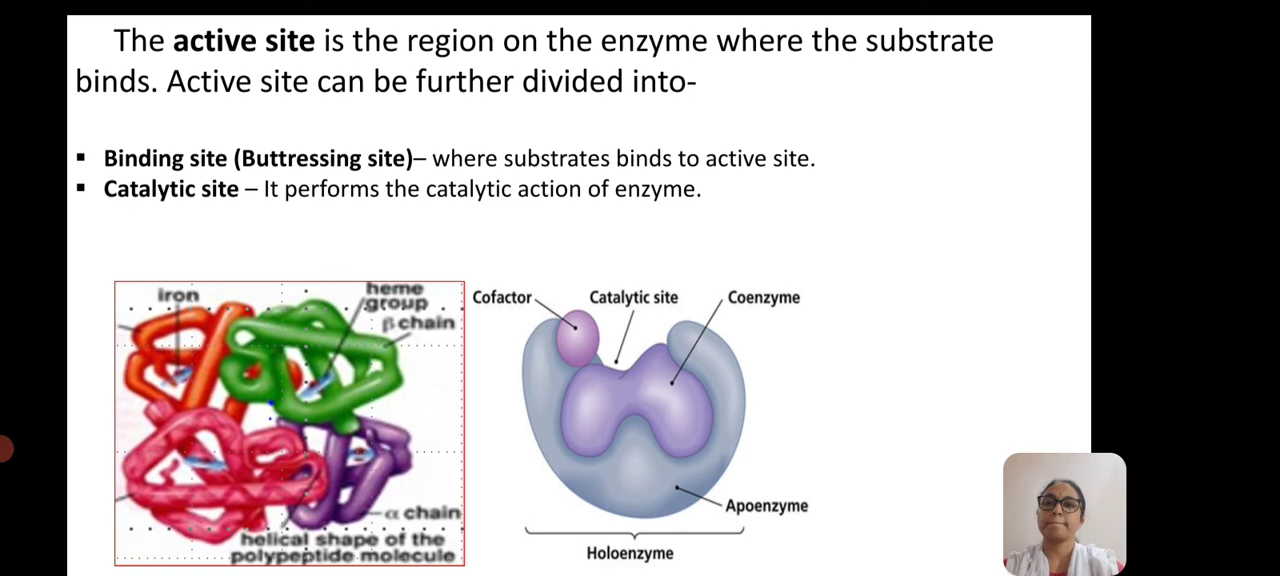 The active site is the region on the enzyme where the substrate
binds. Active site can be further divided into-
▪ Binding site (Buttressing site)– where substrates binds to active site.
▪ Catalytic site – It performs the catalytic action of enzyme.
iron
heme
group
β chain
α chain
helical shape of the
polypeptide molecule
Cofactor
Catalytic site
Coenzyme
Apoenzyme
Holoenzyme